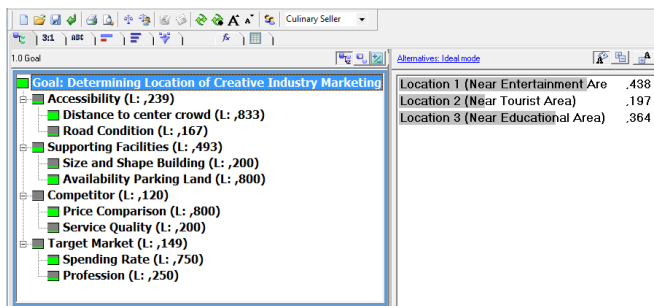 Culinary Seller
3:1
ABC
fx
1.0 Goal
Alternatives: Ideal mode
Goal: Determining Location of Creative Industry Marketing
Accessibility (L: ,239)
Distance to center crowd (L: ,833)
Road Condition (L: ,167)
Supporting Facilities (L: ,493)
Size and Shape Building (L: ,200)
Availability Parking Land (L: ,800)
Competitor (L: ,120)
Price Comparison (L: ,800)
Service Quality (L: ,200)
Target Market (L: ,149)
Spending Rate (L: ,750)
Profession (L: ,250)
Location 1 (Near Entertainment Are ,438
Location 2 (Near Tourist Area) ,197
Location 3 (Near Educational Area) ,364